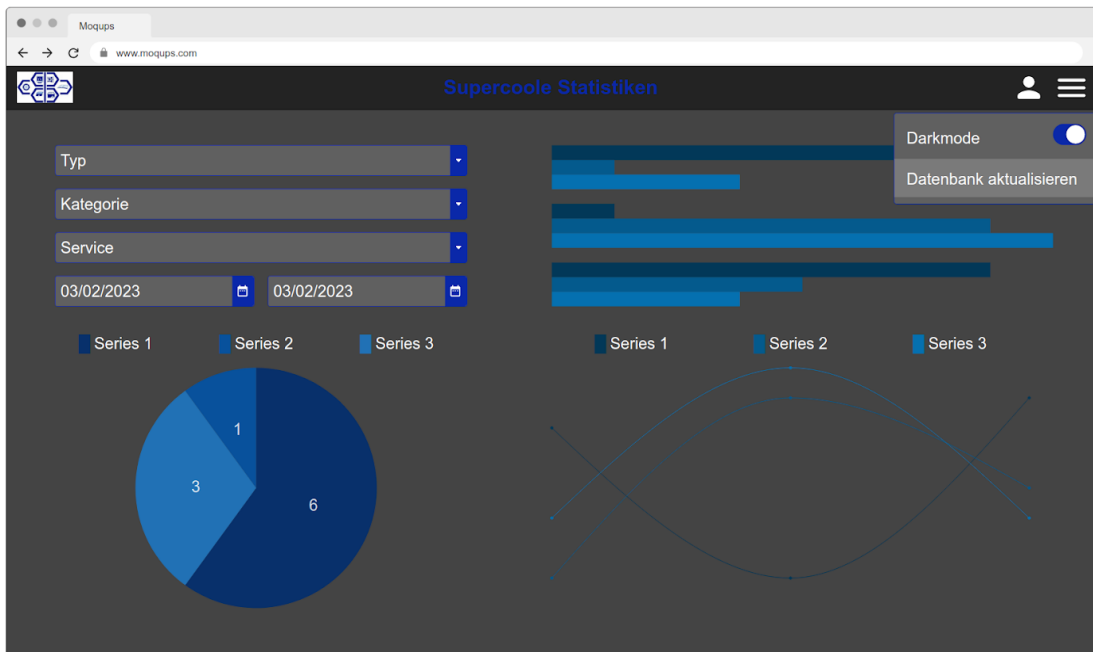 Moqups
www.moqups.com
Supercoole Statistiken
Darkmode
Datenbank aktualisieren
Typ
Kategorie
Service
03/02/2023 03/02/2023
Series 1 Series 2 Series 3
Series 1 Series 2 Series 3
1
3
6